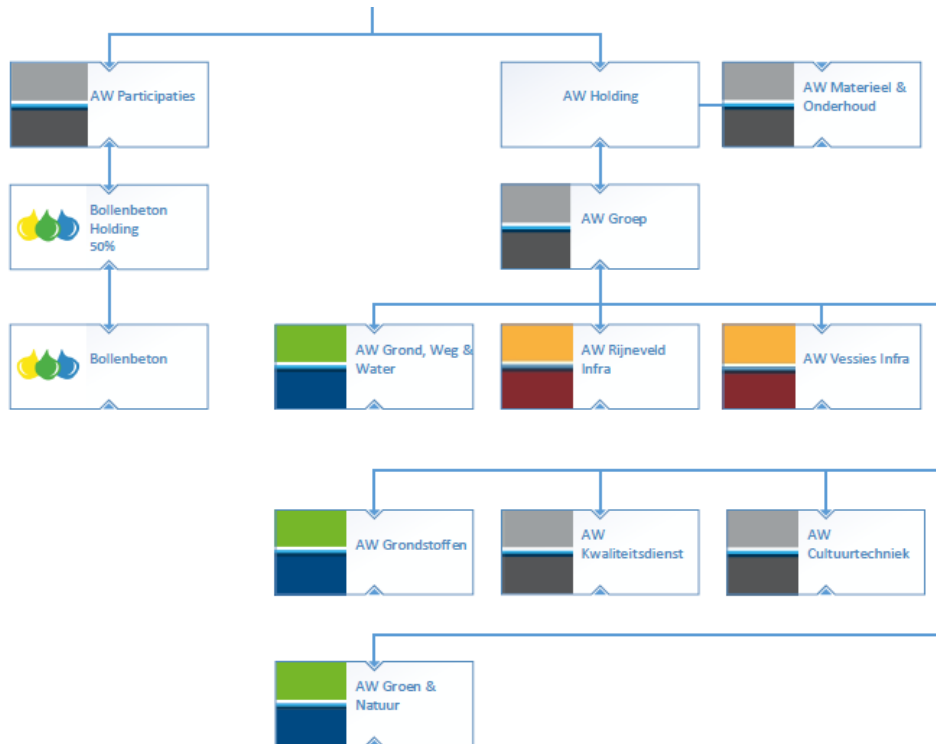 AW Participaties
AW Holding
AW Materieel &
Onderhoud
Bollenbeton
Holding
50%
AW Groep
Bollenbeton
AW Grond, Weg &
Water
AW Rijneveld
Infra
AW Vessies Infra
AW Grondstoffen
AW
Kwaliteitsdienst
AW
Cultuurtechniek
AW Groen &
Natuur